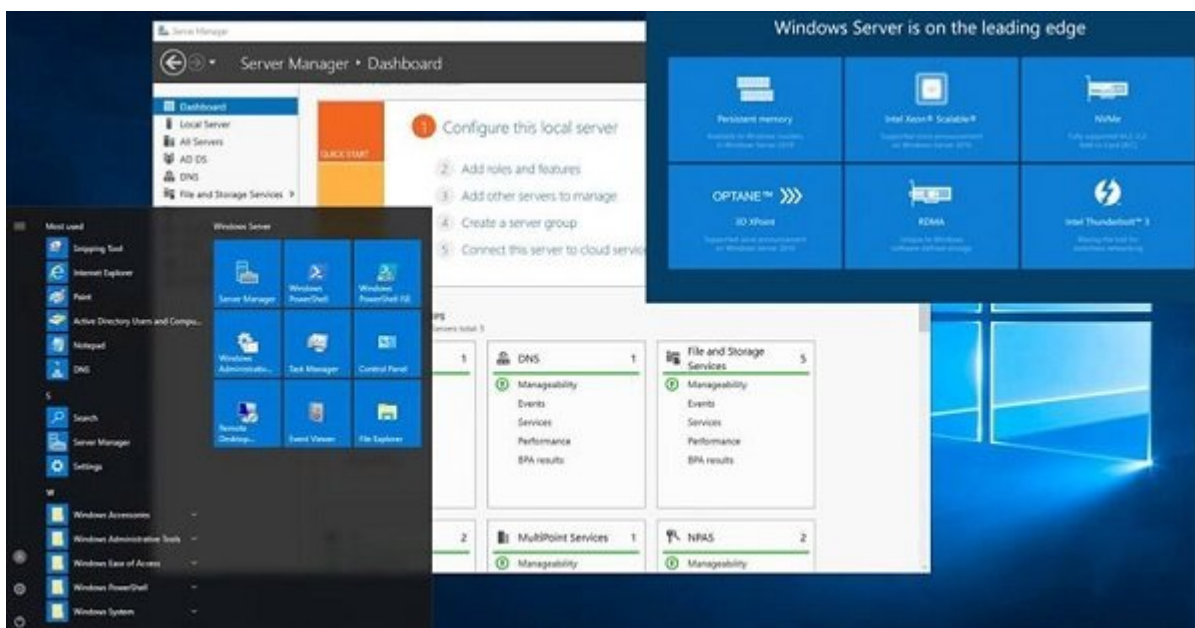 Server Manager
Server Manager • Dashboard
Dashboard
Local Server
All Servers
AD DS
DNS
File and Storage Services
QUICK START
1 Configure this local server
2 Add roles and features
3 Add other servers to manage
4 Create a server group
5 Connect this server to cloud service
Servers total: 5
1
DNS 1
Manageability
Events
Services
Performance
BPA results
File and Storage Services 5
Manageability
Events
Services
Performance
BPA results
2
MultiPoint Services 1
Manageability
NPAS 2
Manageability
Windows Server is on the leading edge
Persistent memory
Intel Xeon® Scalable®
NVMe
OPTANE™
3D XPoint
RDMA
Intel Thunderbolt™ 3
Most used
Snipping Tool
Internet Explorer
Paint
Active Directory Users and Compu...
Notepad
DNS
S
Search
Server Manager
Settings
W
Windows Accessories
Windows Administrative Tools
Windows Ease of Access
Windows PowerShell
Windows System
Windows Server
Server Manager
Windows PowerShell
Windows PowerShell ISE
Windows Administrativ...
Task Manager
Control Panel
Remote Desktop...
Event Viewer
File Explorer